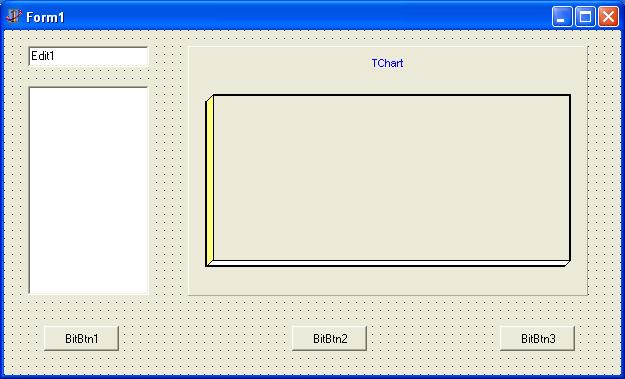 Form1
Edit1
TChart
BitBtn1
BitBtn2
BitBtn3